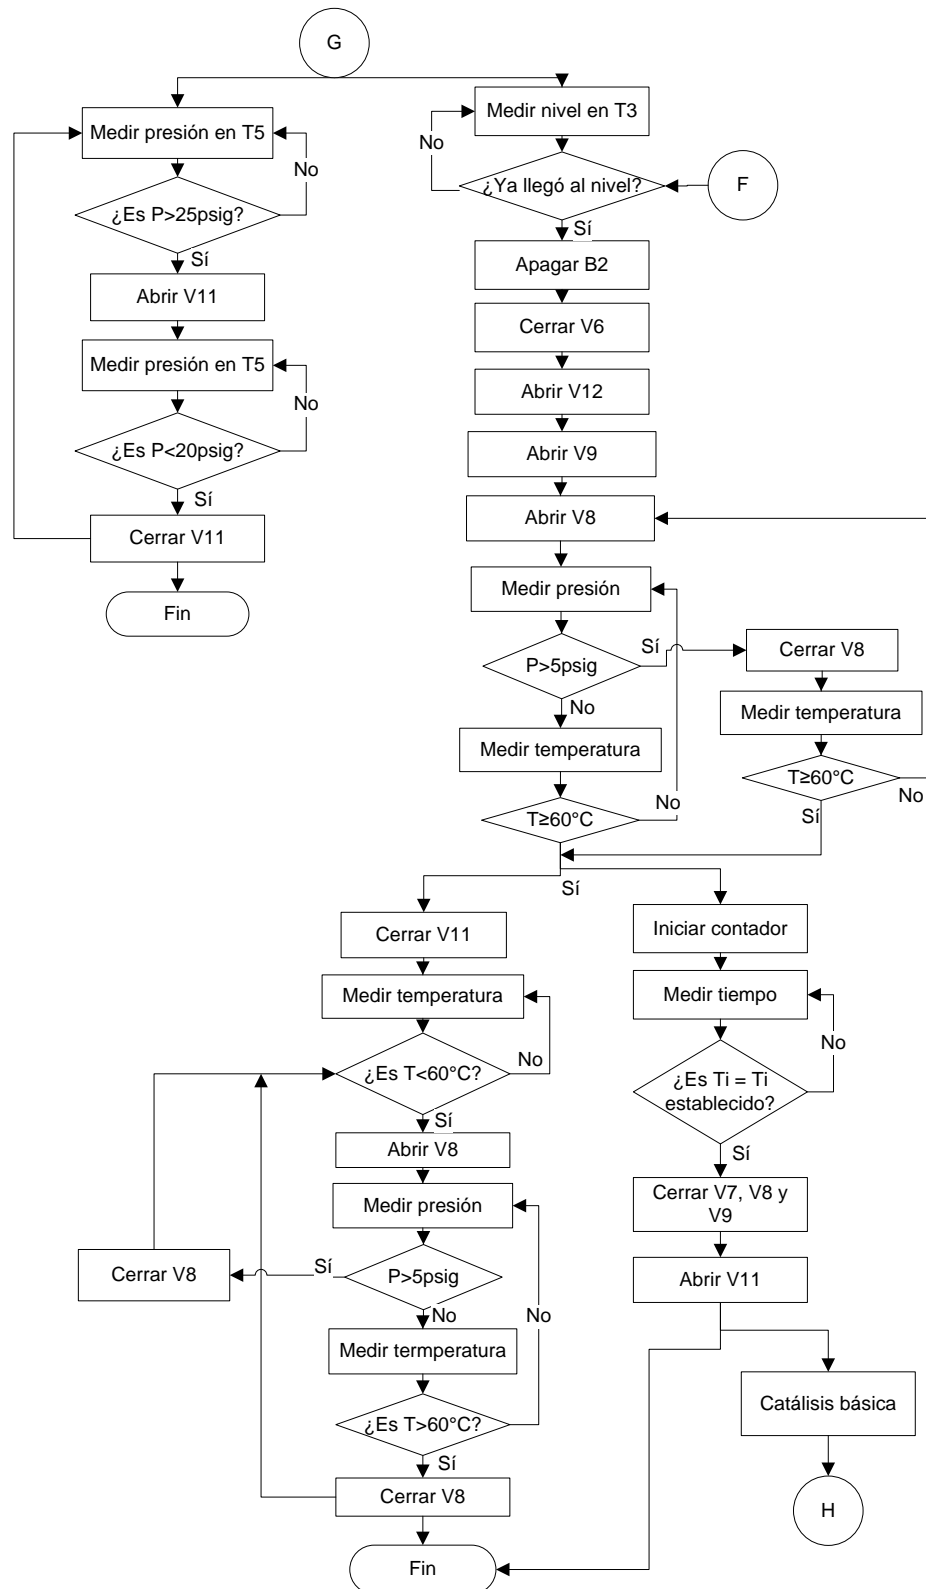 G
Medir presión en T5
No
¿Es P>25psig?
Sí
Abrir V11
Medir presión en T5
No
¿Es P<20psig?
Sí
Cerrar V11
Fin
Medir nivel en T3
No
¿Ya llegó al nivel?
F
Sí
Apagar B2
Cerrar V6
Abrir V12
Abrir V9
Abrir V8
Medir presión
P>5psig
Sí
No
Medir temperatura
T≥60°C
No
Cerrar V8
Medir temperatura
T≥60°C
No
Sí
Sí
Cerrar V11
Medir temperatura
¿Es T<60°C?
No
Sí
Abrir V8
Medir presión
P>5psig
Sí
Cerrar V8
No
No
Medir termperatura
¿Es T>60°C?
Sí
Cerrar V8
Fin
Iniciar contador
Medir tiempo
No
¿Es Ti = Ti
establecido?
Sí
Cerrar V7, V8 y
V9
Abrir V11
Catálisis básica
H